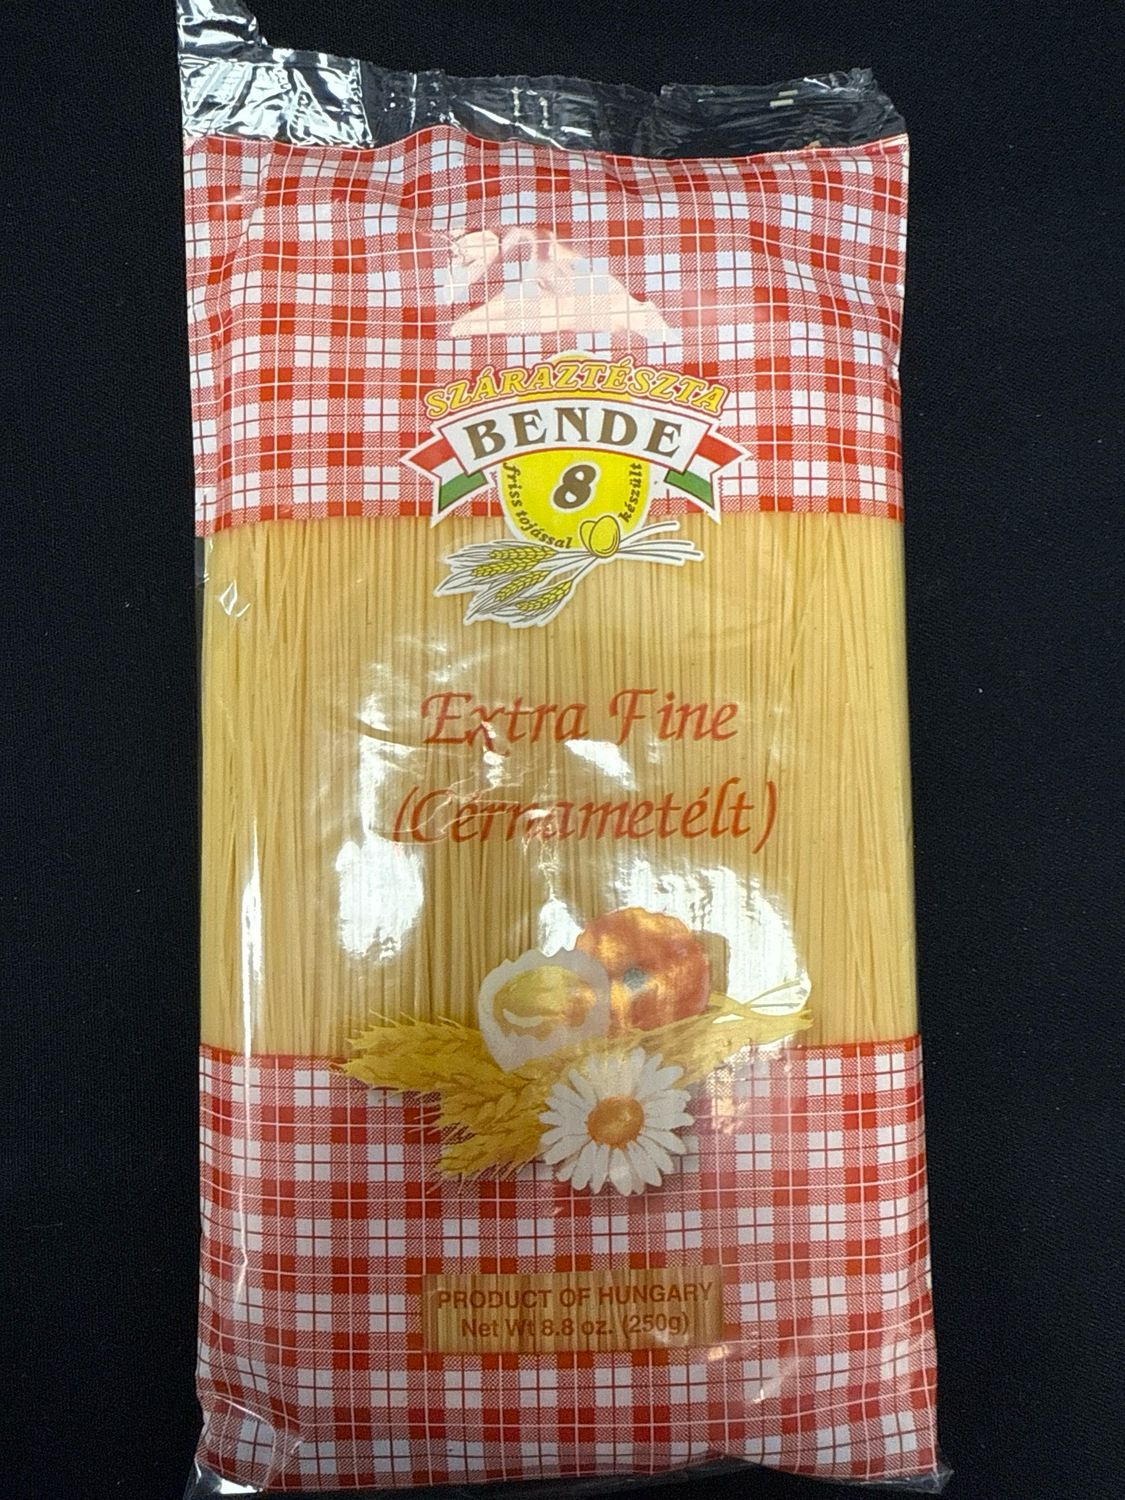 SZÁRAZTÉSZTA
BENDE
8
friss tojással készült
Extra Fine
(Cérnametélt)
PRODUCT OF HUNGARY
Net Wt 8.8 oz. (250g)